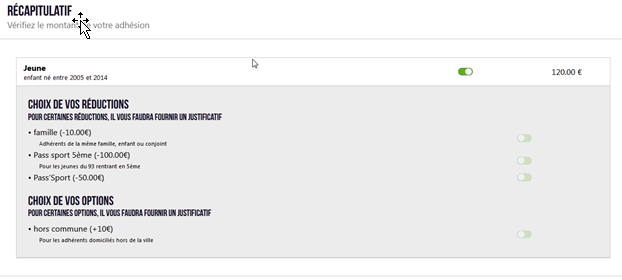 RÉCAPITULATIF
Vérifiez le montant de votre adhésion
Jeune
enfant né entre 2005 et 2014
120.00 €
CHOIX DE VOS RÉDUCTIONS
POUR CERTAINES RÉDUCTIONS, IL VOUS FAUDRA FOURNIR UN JUSTIFICATIF
• famille (-10.00€)
Adhérents de la même famille, enfant ou conjoint
• Pass sport 5ème (-100.00€)
Pour les jeunes du 93 rentrant en 5ème
• Pass'Sport (-50.00€)
CHOIX DE VOS OPTIONS
POUR CERTAINES OPTIONS, IL VOUS FAUDRA FOURNIR UN JUSTIFICATIF
• hors commune (+10€)
Pour les adhérents domiciliés hors de la ville